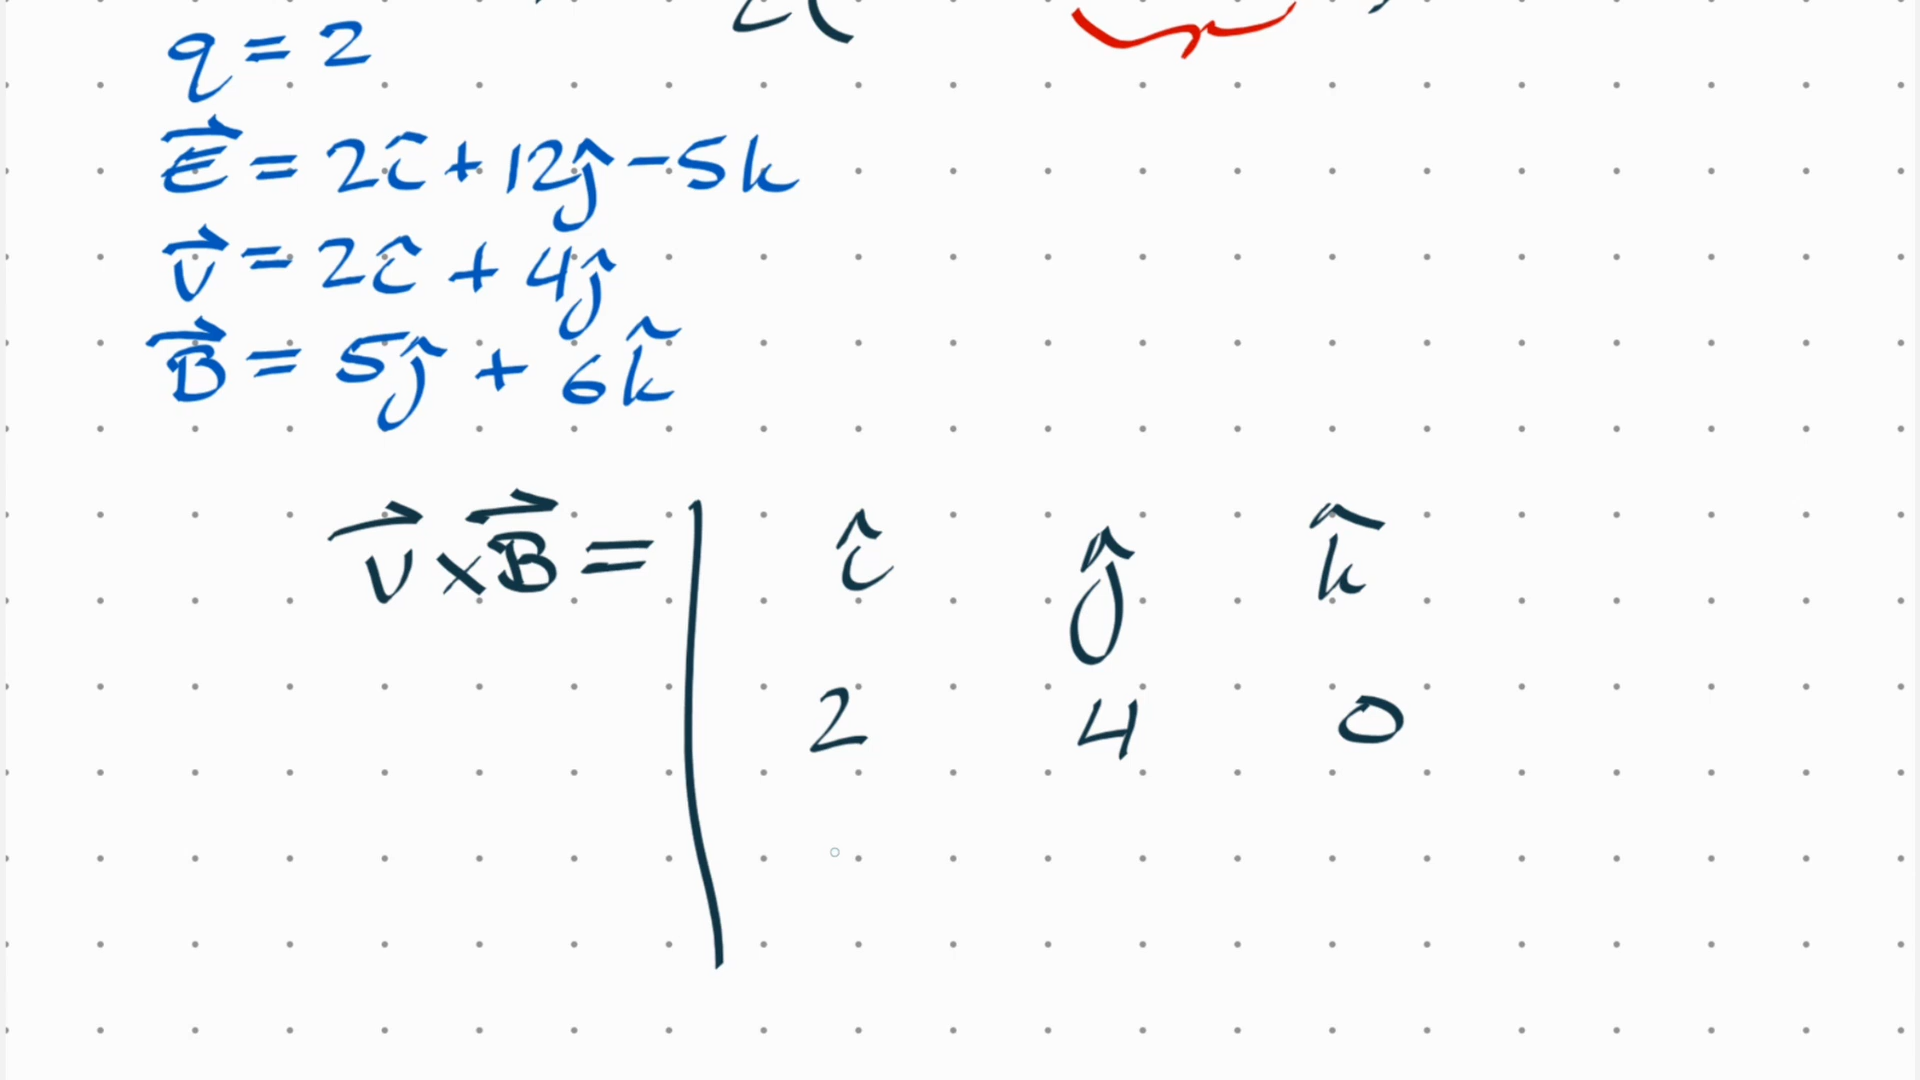 q = 2
E⃗ = 2î + 12ĵ - 5k
v⃗ = 2î + 4ĵ
B⃗ = 5ĵ + 6k̂
v⃗ × B⃗ = | î ĵ k̂
2 4 0